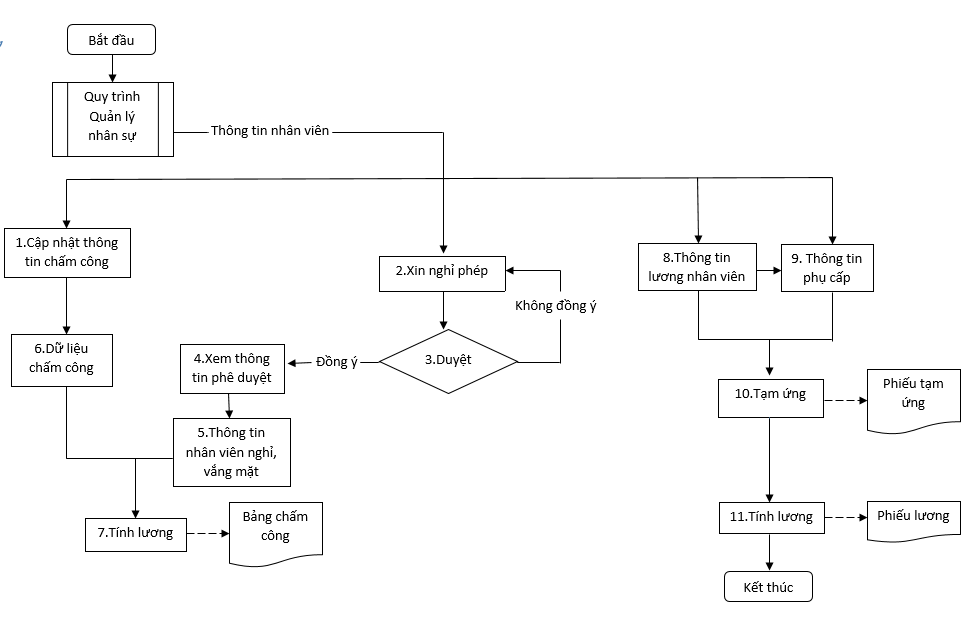 Bắt đầu
Quy trình
Quản lý
nhân sự
Thông tin nhân viên
1.Cập nhật thông
tin chấm công
2.Xin nghỉ phép
8.Thông tin
lương nhân viên
9. Thông tin
phụ cấp
Không đồng ý
6.Dữ liệu
chấm công
4.Xem thông
tin phê duyệt
Đồng ý
3.Duyệt
10.Tạm ứng
Phiếu tạm
ứng
5.Thông tin
nhân viên nghỉ,
vắng mặt
7.Tính lương
Bảng chấm
công
11.Tính lương
Phiếu lương
Kết thúc